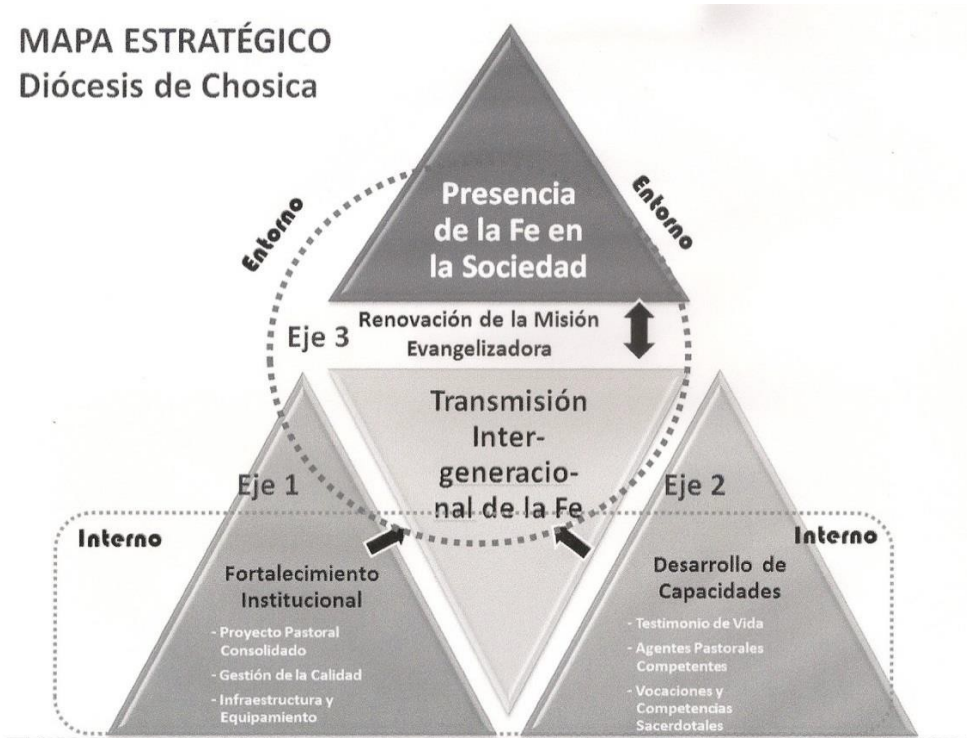 MAPA ESTRATÉGICO
Diócesis de Chosica
Entorno
Entorno
Presencia
de la Fe en
la Sociedad
Eje 3
Renovación de la Misión
Evangelizadora
Transmisión
Inter-
generacio-
nal de la Fe
Eje 1
Interno
Fortalecimiento
Institucional
- Proyecto Pastoral
Consolidado
- Gestión de la Calidad
- Infraestructura y
Equipamiento
Eje 2
Interno
Desarrollo de
Capacidades
- Testimonio de Vida
- Agentes Pastorales
Competentes
- Vocaciones y
Competencias
Sacerdotales